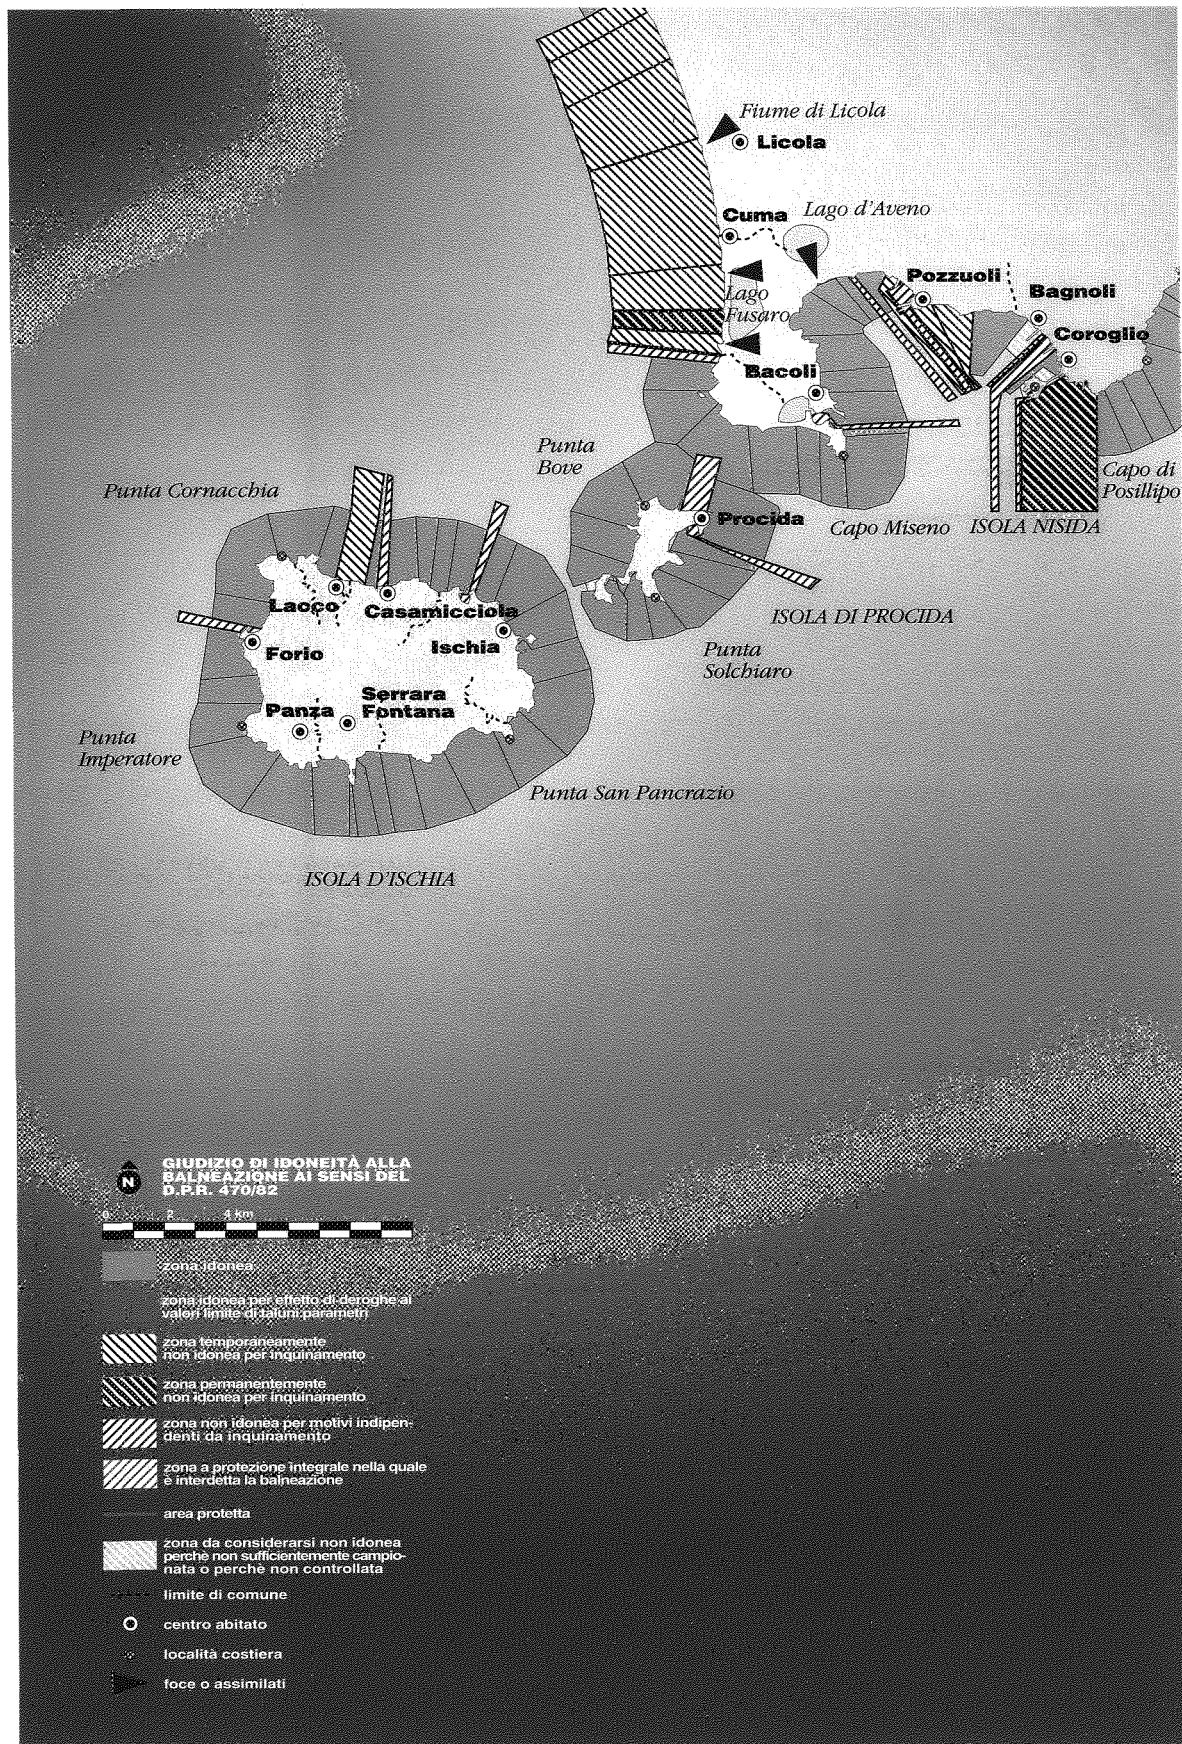 Fiume di Licola
Licola
Cuma
Lago d'Aveno
Pozzuoli
Bagnoli
Lago
Fusaro
Coroglio
Bacoli
Punta
Bove
Capo di
Posillipo
Punta Cornacchia
Procida
Capo Miseno
ISOLA NISIDA
Laoco
Casamicciola
ISOLA DI PROCIDA
Forio
Ischia
Punta
Solchiaro
Serrara
Fontana
Panza
Punta
Imperatore
Punta San Pancrazio
ISOLA D'ISCHIA
N
GIUDIZIO DI IDONEITÀ ALLA
BALNEAZIONE AI SENSI DEL
D.P.R. 470/82
0 2 4 km
zona idonea
zona idonea per effetto di deroghe ai
valori limite di taluni parametri
zona temporaneamente
non idonea per inquinamento
zona permanentemente
non idonea per inquinamento
zona non idonea per motivi indipen-
denti da inquinamento
zona a protezione integrale nella quale
è interdetta la balneazione
area protetta
zona da considerarsi non idonea
perchè non sufficientemente campio-
nata o perchè non controllata
limite di comune
centro abitato
località costiera
foce o assimilati